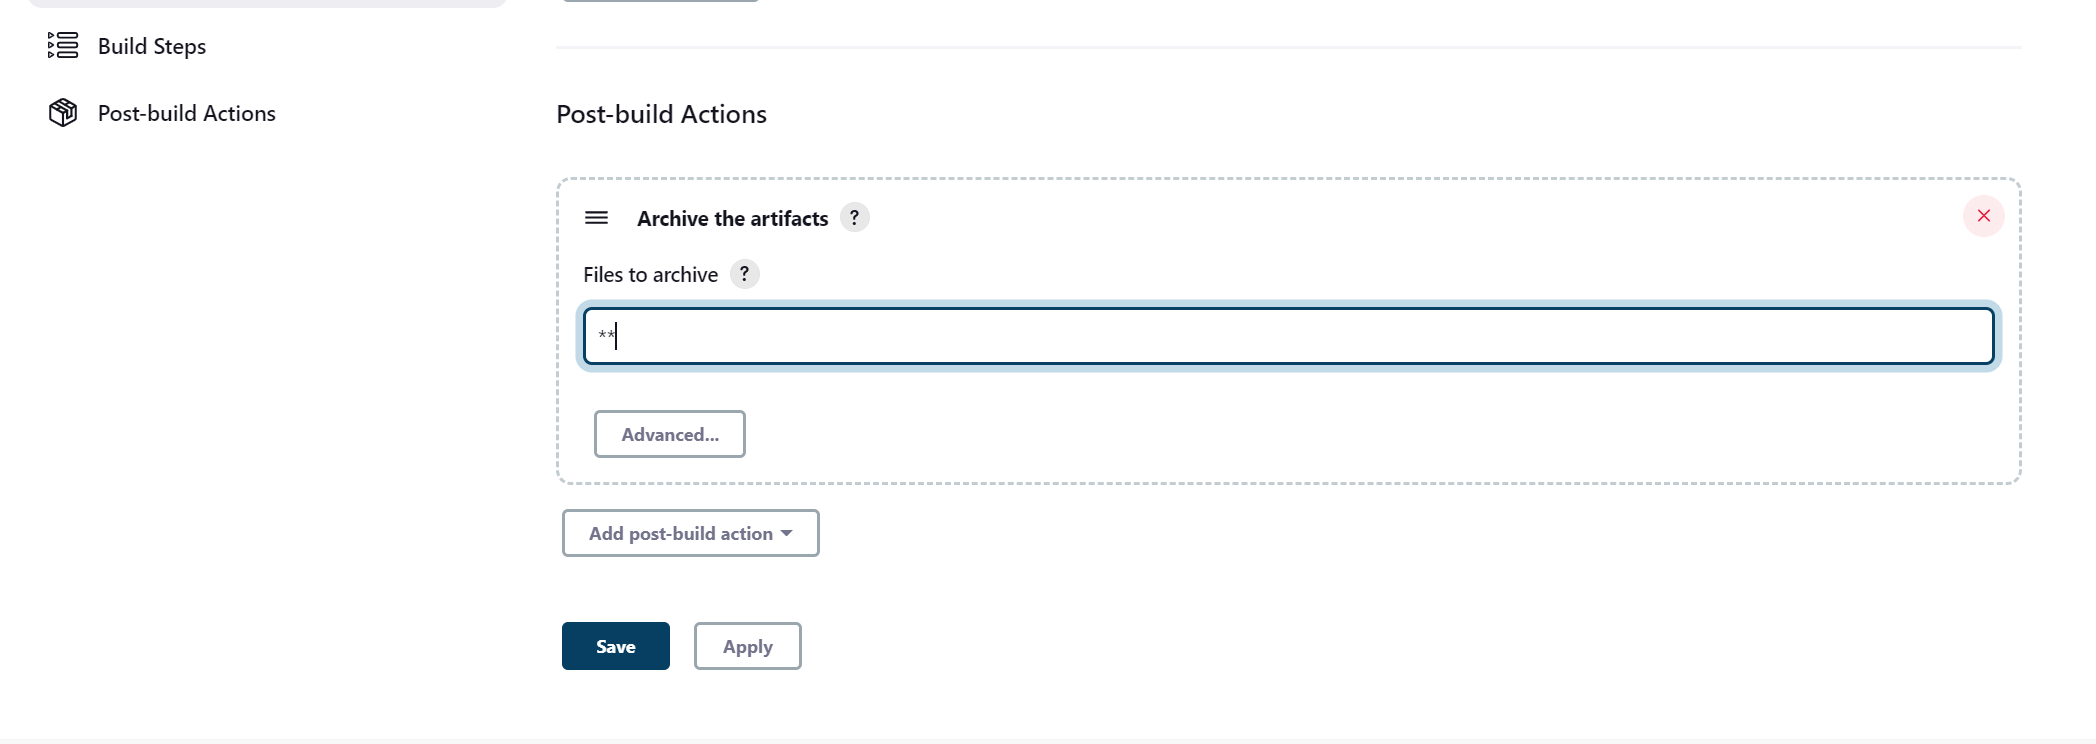 Build Steps
Post-build Actions
Post-build Actions
Archive the artifacts ?
Files to archive ?
**
Advanced...
Add post-build action
Save
Apply